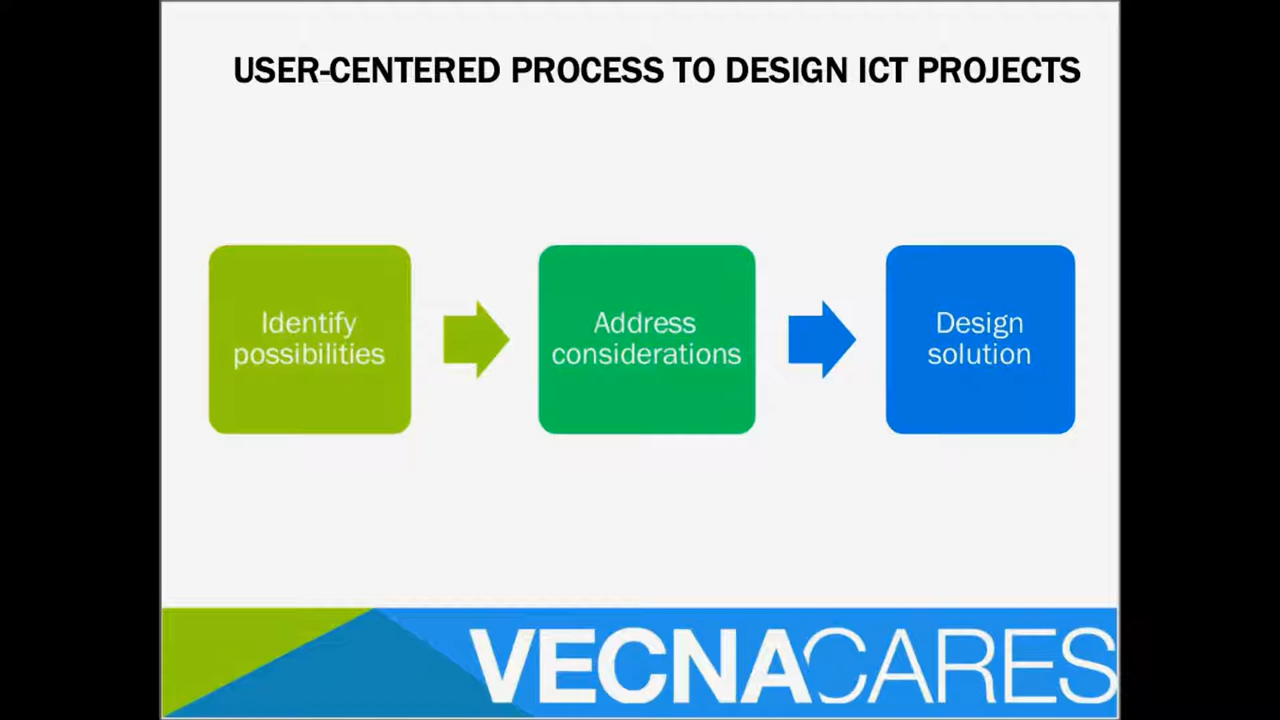 USER-CENTERED PROCESS TO DESIGN ICT PROJECTS
Identify
possibilities
Address
considerations
Design
solution
VECNACARES